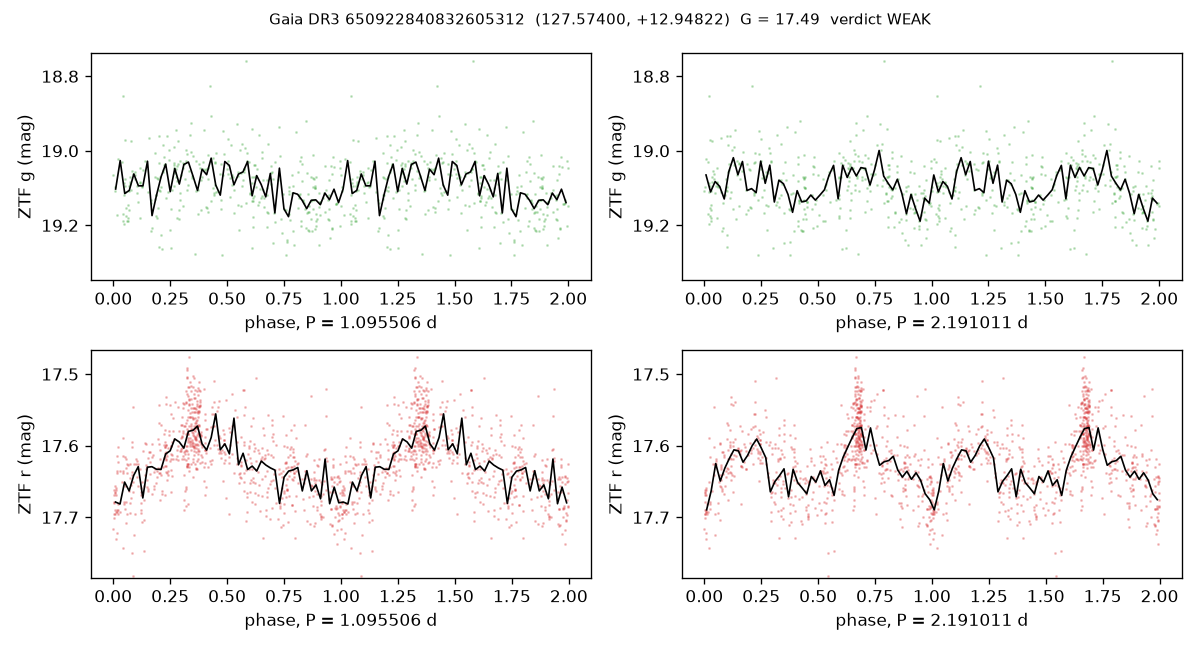 Gaia DR3 650922840832605312 (127.57400, +12.94822) G = 17.49 verdict WEAK
ZTF g (mag)
18.8
19.0
19.2
0.00 0.25 0.50 0.75 1.00 1.25 1.50 1.75 2.00
phase, P = 1.095506 d
ZTF g (mag)
18.8
19.0
19.2
0.00 0.25 0.50 0.75 1.00 1.25 1.50 1.75 2.00
phase, P = 2.191011 d
ZTF r (mag)
17.5
17.6
17.7
0.00 0.25 0.50 0.75 1.00 1.25 1.50 1.75 2.00
phase, P = 1.095506 d
ZTF r (mag)
17.5
17.6
17.7
0.00 0.25 0.50 0.75 1.00 1.25 1.50 1.75 2.00
phase, P = 2.191011 d